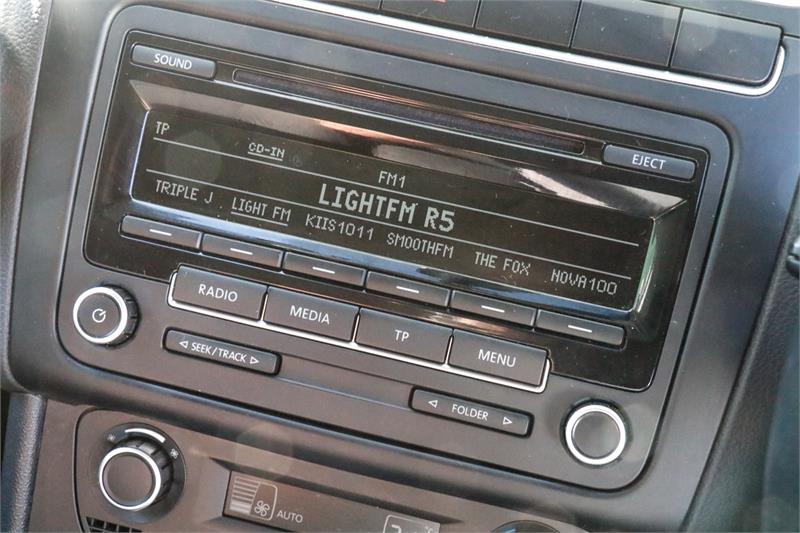 SOUND
EJECT
TP
CD-IN
FM1
LIGHTFM R5
TRIPLE J LIGHT FM KIIS1011 SMOOTHFM THE FOX NOVA100
RADIO MEDIA TP MENU
SEEK/TRACK
FOLDER
AUTO